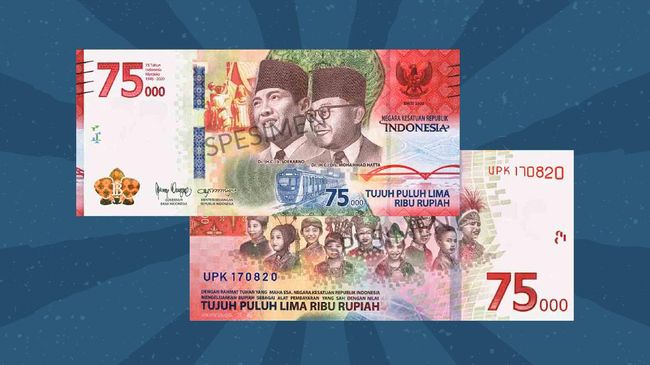 75 000
75 Tahun
Indonesia
Merdeka
1945-2020
SPESIMEN
NEGARA KESATUAN REPUBLIK
INDONESIA
Dr. (H.C.) Ir. SOEKARNO
Dr. (H.C.) Drs. MOHAMMAD HATTA
GUBERNUR
BANK INDONESIA
MENTERI KEUANGAN
REPUBLIK INDONESIA
75 000
TUJUH PULUH LIMA
RIBU RUPIAH
UPK 170820
UPK 170820
DENGAN RAHMAT TUHAN YANG MAHA ESA, NEGARA KESATUAN REPUBLIK INDONESIA
MENGELUARKAN RUPIAH SEBAGAI ALAT PEMBAYARAN YANG SAH DENGAN NILAI
TUJUH PULUH LIMA RIBU RUPIAH
75 000